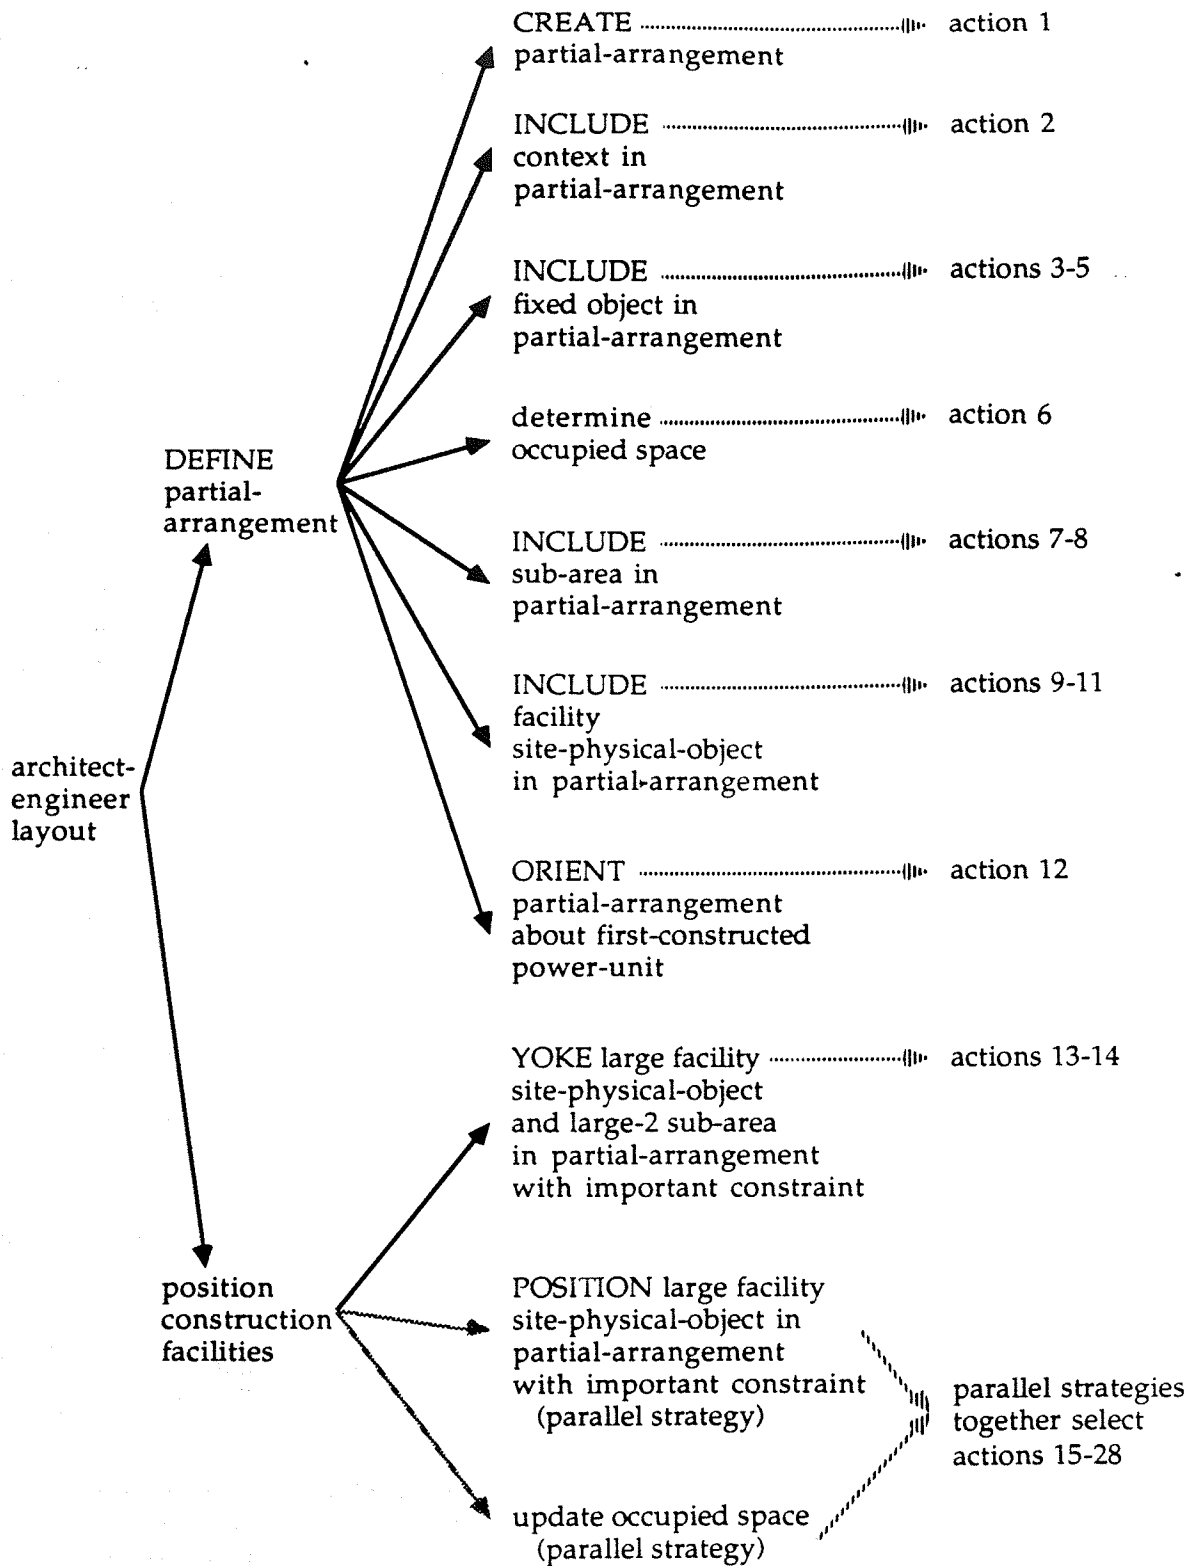 CREATE action 1
partial-arrangement
INCLUDE action 2
context in
partial-arrangement
INCLUDE actions 3-5
fixed object in
partial-arrangement
determine action 6
occupied space
DEFINE
partial-
arrangement
INCLUDE actions 7-8
sub-area in
partial-arrangement
INCLUDE actions 9-11
facility
site-physical-object
in partial-arrangement
architect-
engineer
layout
ORIENT action 12
partial-arrangement
about first-constructed
power-unit
YOKE large facility actions 13-14
site-physical-object
and large-2 sub-area
in partial-arrangement
with important constraint
position
construction
facilities
POSITION large facility
site-physical-object in
partial-arrangement
with important constraint
(parallel strategy)
parallel strategies
together select
actions 15-28
update occupied space
(parallel strategy)